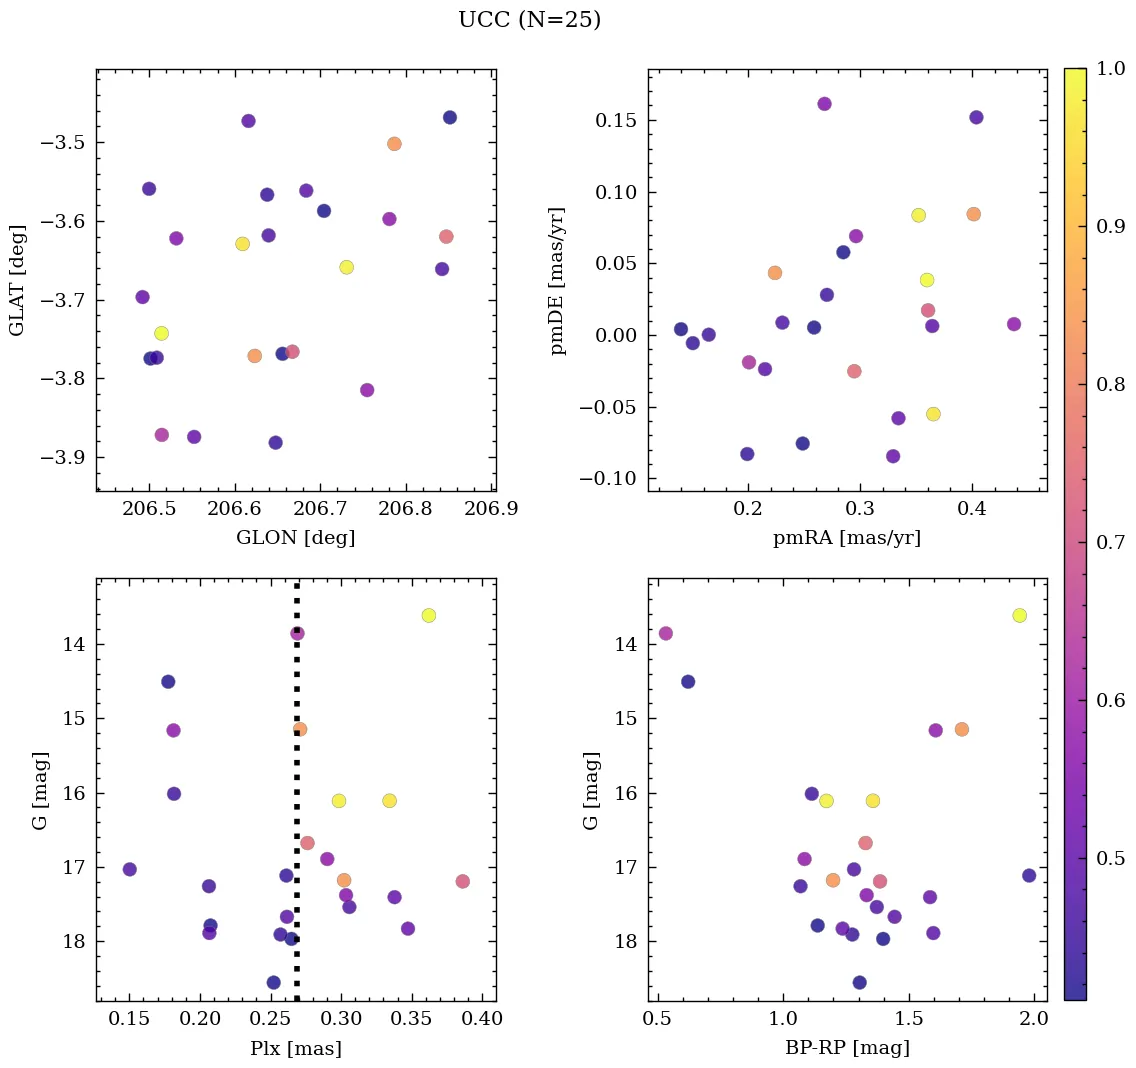 UCC (N=25)
−3.5
−3.6
−3.7
−3.8
−3.9
GLAT [deg]
206.5 206.6 206.7 206.8 206.9
GLON [deg]
0.15
0.10
0.05
0.00
−0.05
−0.10
pmDE [mas/yr]
0.2 0.3 0.4
pmRA [mas/yr]
14
15
16
17
18
G [mag]
0.15 0.20 0.25 0.30 0.35 0.40
Plx [mas]
14
15
16
17
18
G [mag]
0.5 1.0 1.5 2.0
BP-RP [mag]
1.0
0.9
0.8
0.7
0.6
0.5